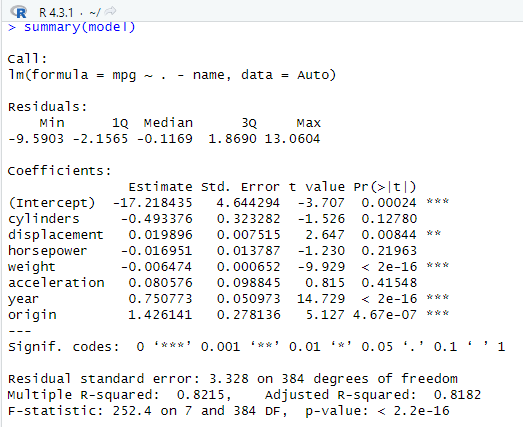 R R 4.3.1 · ~/
> summary(model)

Call:
lm(formula = mpg ~ . - name, data = Auto)

Residuals:
    Min      1Q  Median      3Q     Max
-9.5903 -2.1565 -0.1169  1.8690 13.0604

Coefficients:
               Estimate Std. Error t value Pr(>|t|)
(Intercept)  -17.218435   4.644294  -3.707  0.00024 ***
cylinders     -0.493376   0.323282  -1.526  0.12780
displacement   0.019896   0.007515   2.647  0.00844 **
horsepower    -0.016951   0.013787  -1.230  0.21963
weight        -0.006474   0.000652  -9.929  < 2e-16 ***
acceleration   0.080576   0.098845   0.815  0.41548
year           0.750773   0.050973  14.729  < 2e-16 ***
origin         1.426141   0.278136   5.127 4.67e-07 ***
---
Signif. codes:  0 ‘***’ 0.001 ‘**’ 0.01 ‘*’ 0.05 ‘.’ 0.1 ‘ ’ 1

Residual standard error: 3.328 on 384 degrees of freedom
Multiple R-squared:  0.8215,    Adjusted R-squared:  0.8182
F-statistic: 252.4 on 7 and 384 DF,  p-value: < 2.2e-16